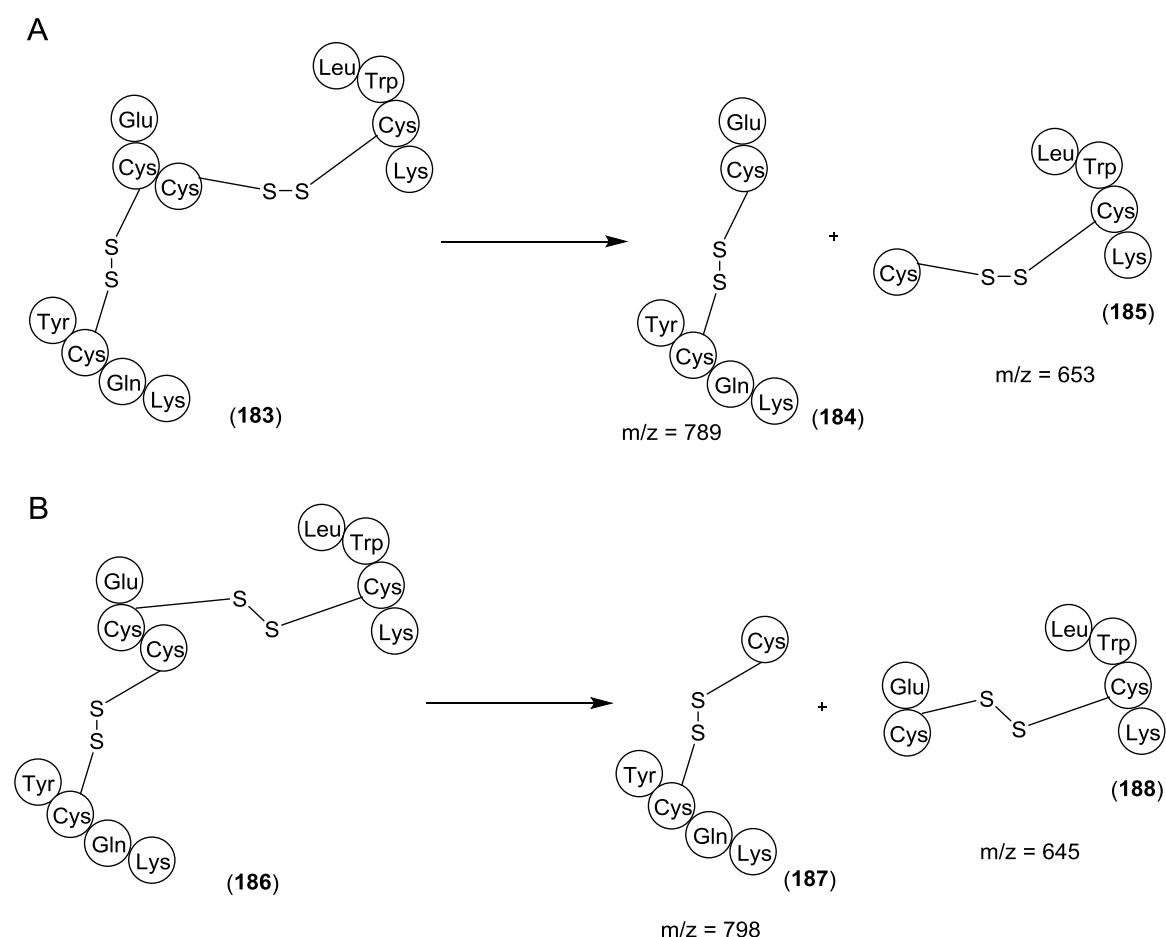 A
Leu
Trp
Cys
Lys
Glu
Cys
Cys
S–S
S
S
Tyr
Cys
Gln
Lys
(183)
Glu
Cys
S
S
Tyr
Cys
Gln
Lys
m/z = 789
(184)
+
Leu
Trp
Cys
Lys
Cys
S–S
(185)
m/z = 653
B
Leu
Trp
Cys
Lys
Glu
Cys
Cys
S
S
S
S
Tyr
Cys
Gln
Lys
(186)
Cys
S
S
Tyr
Cys
Gln
Lys
(187)
m/z = 798
+
Leu
Trp
Cys
Lys
Glu
Cys
S
S
(188)
m/z = 645